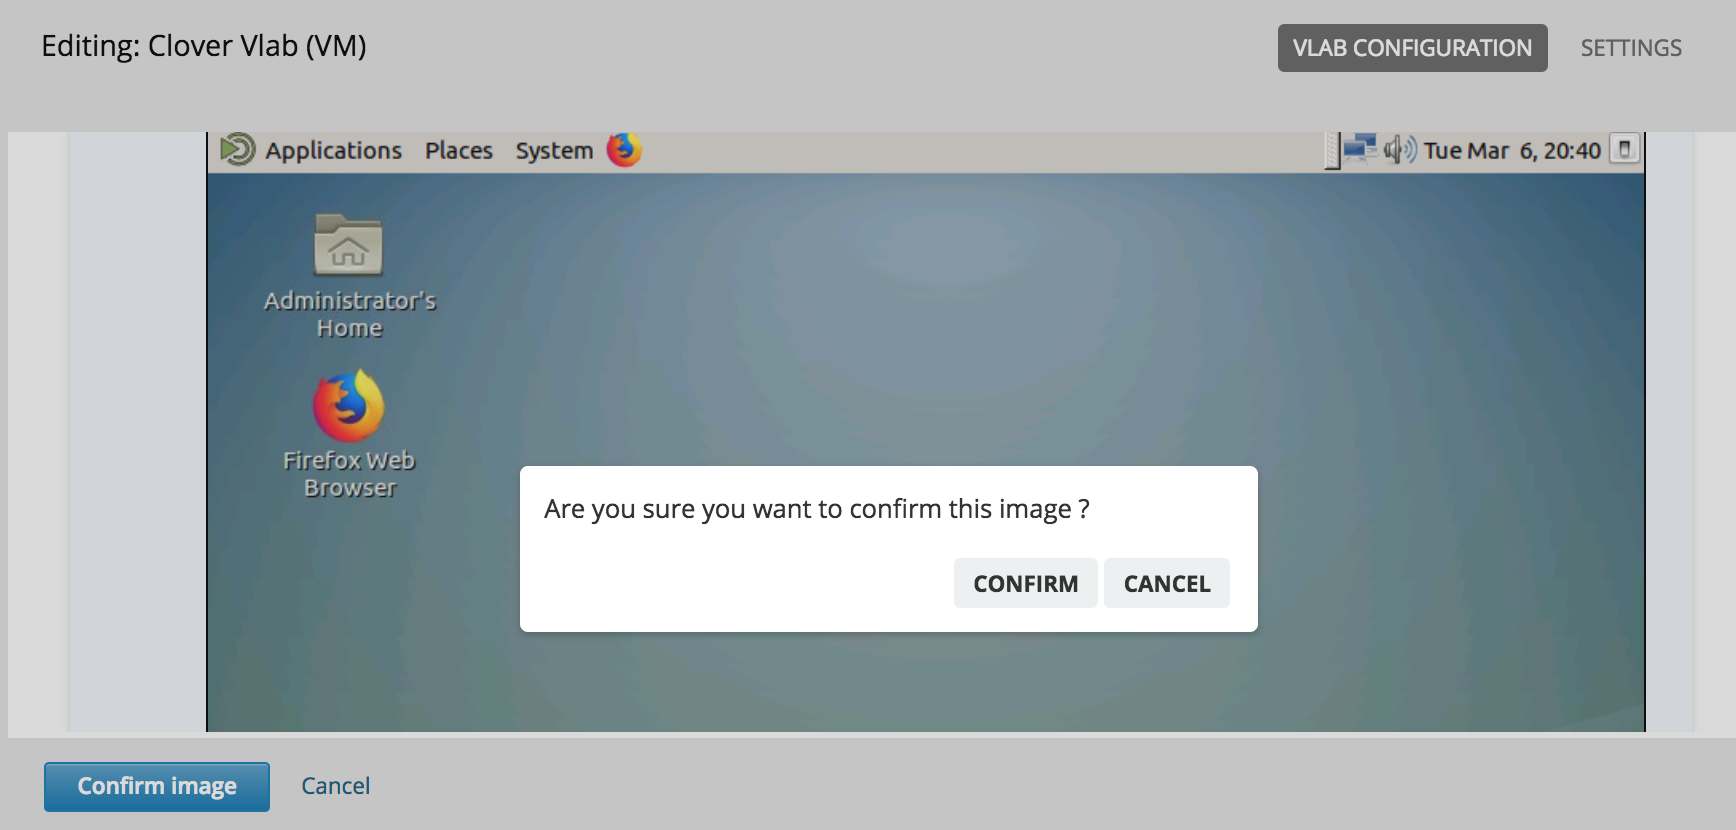 Editing: Clover Vlab (VM)
VLAB CONFIGURATION
SETTINGS
Applications Places System
Tue Mar 6, 20:40
Administrator's
Home
Firefox Web
Browser
Are you sure you want to confirm this image ?
CONFIRM
CANCEL
Confirm image
Cancel